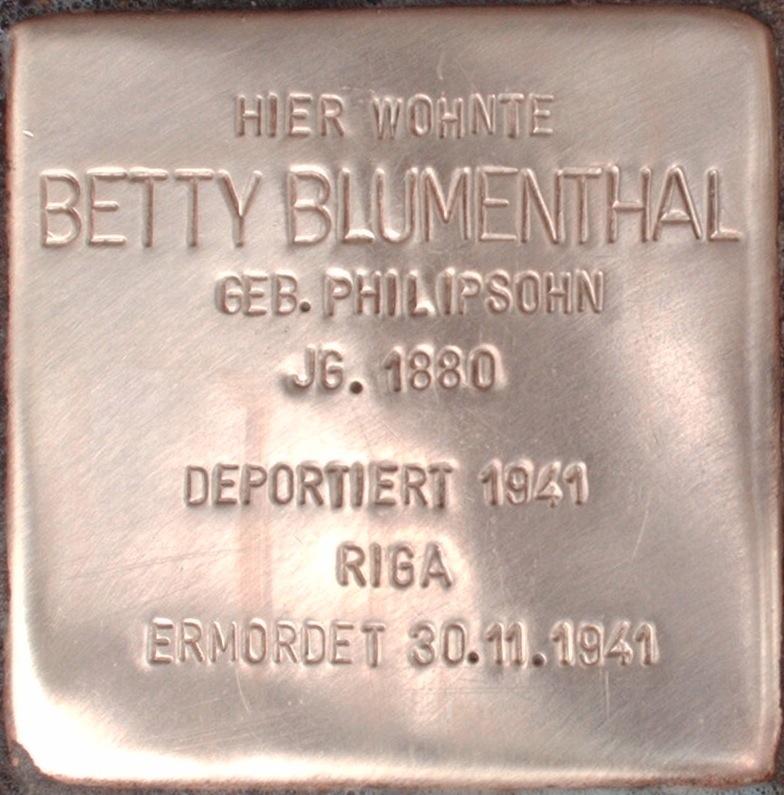 HIER WOHNTE
BETTY BLUMENTHAL
GEB. PHILIPSOHN
JG. 1880
DEPORTIERT 1941
RIGA
ERMORDET 30.11.1941